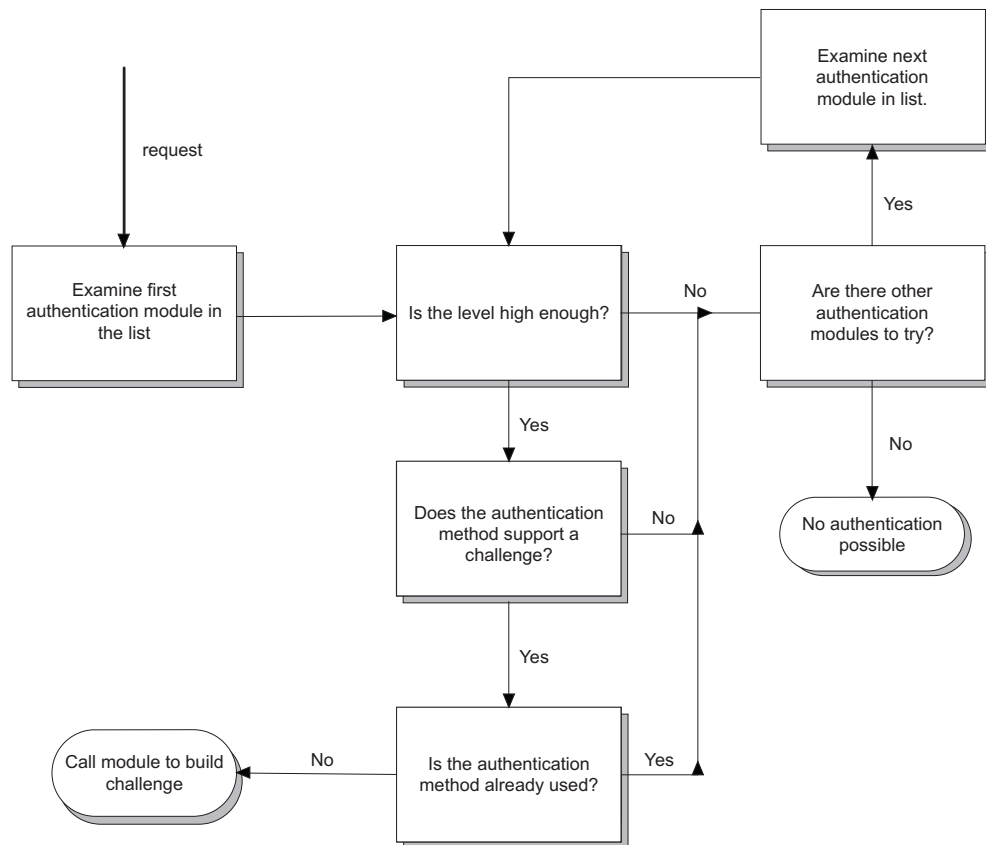 Examine next
authentication
module in list.
request
Yes
Examine first
authentication module in
the list
Is the level high enough?
No
Are there other
authentication
modules to try?
Yes
No
Does the authentication
method support a
challenge?
No
No authentication
possible
Yes
Call module to build
challenge
No
Is the authentication
method already used?
Yes